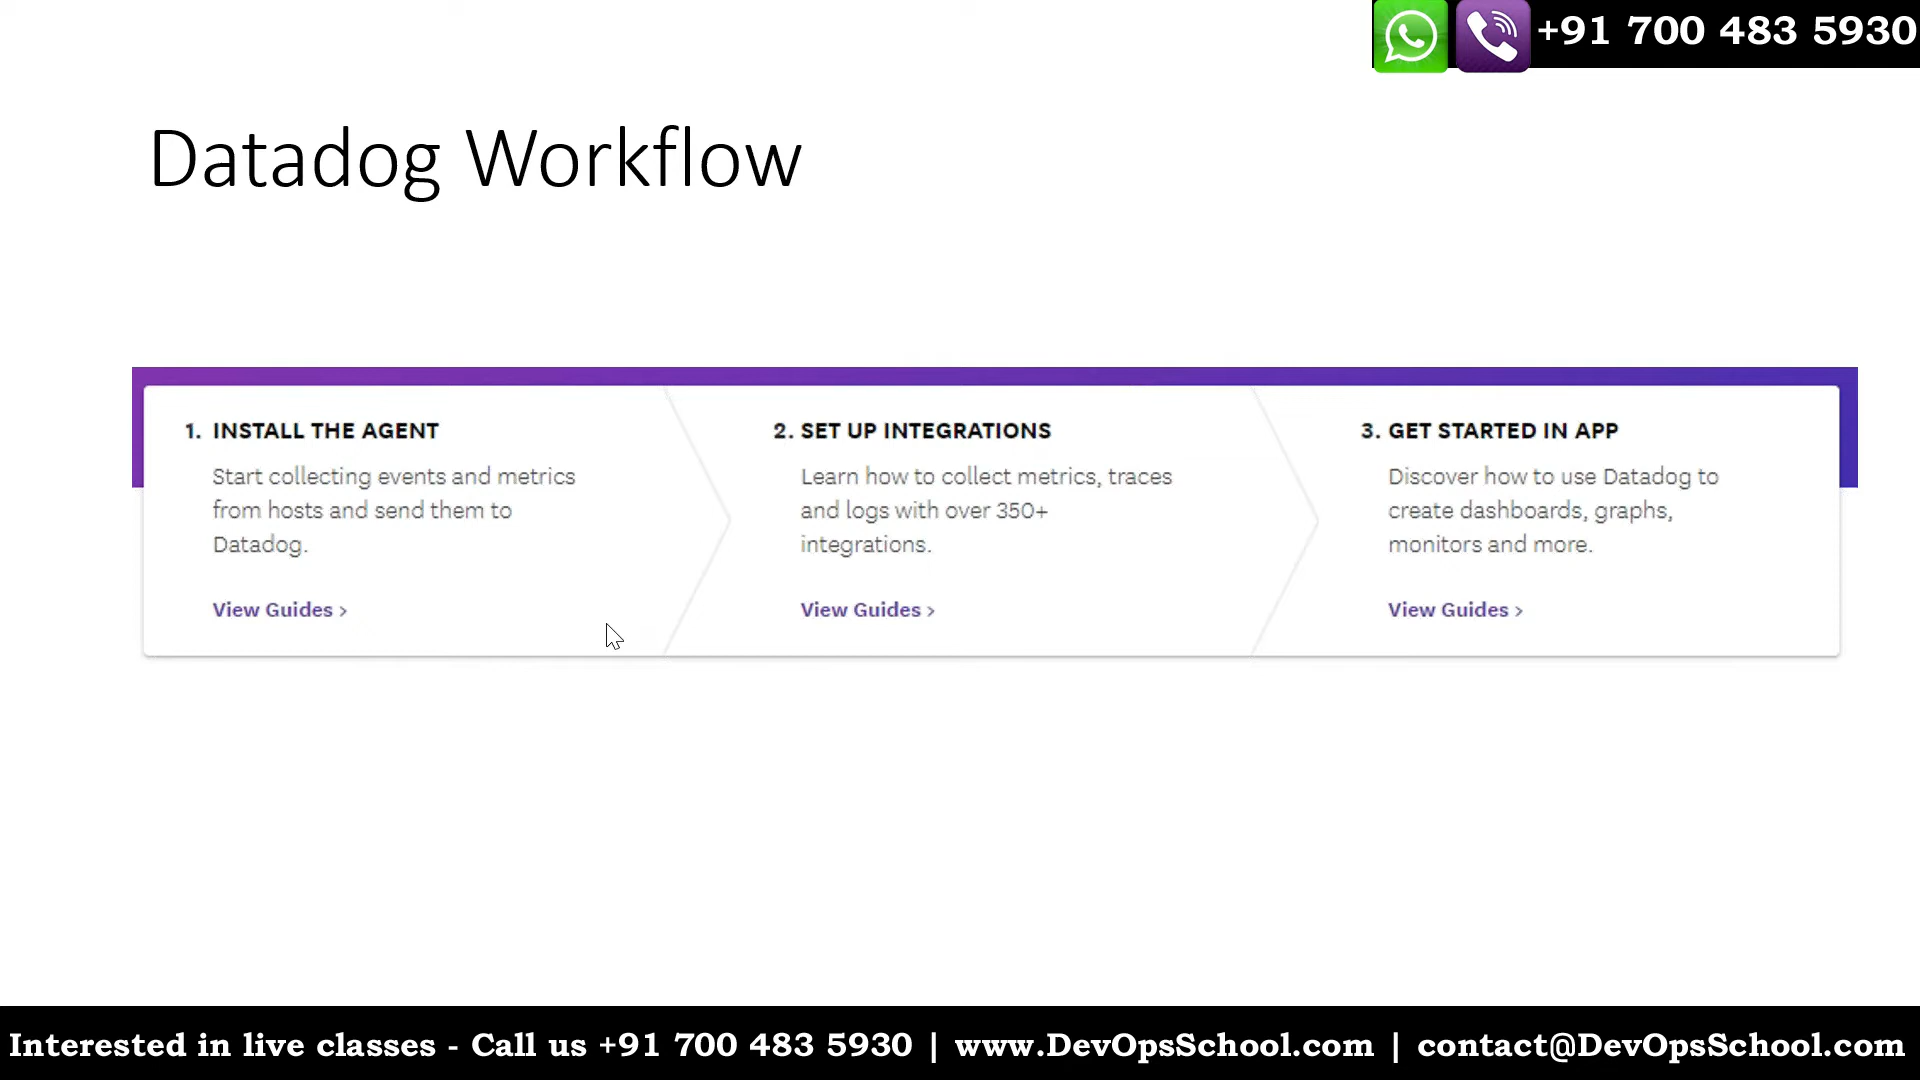 +91 700 483 5930
Datadog Workflow
1. INSTALL THE AGENT
Start collecting events and metrics
from hosts and send them to
Datadog.
View Guides >
2. SET UP INTEGRATIONS
Learn how to collect metrics, traces
and logs with over 350+
integrations.
View Guides >
3. GET STARTED IN APP
Discover how to use Datadog to
create dashboards, graphs,
monitors and more.
View Guides >
Interested in live classes - Call us +91 700 483 5930 | www.DevOpsSchool.com | contact@DevOpsSchool.com